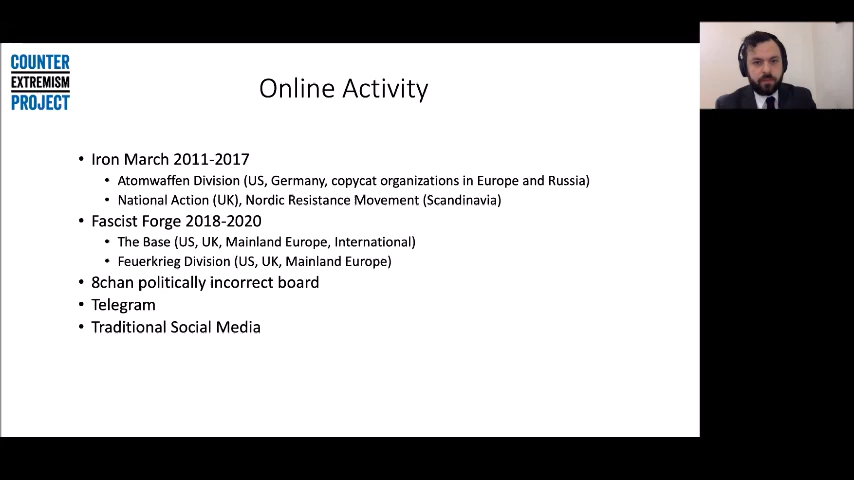 COUNTER
EXTREMISM
PROJECT
Online Activity
• Iron March 2011-2017
• Atomwaffen Division (US, Germany, copycat organizations in Europe and Russia)
• National Action (UK), Nordic Resistance Movement (Scandinavia)
• Fascist Forge 2018-2020
• The Base (US, UK, Mainland Europe, International)
• Feuerkrieg Division (US, UK, Mainland Europe)
• 8chan politically incorrect board
• Telegram
• Traditional Social Media